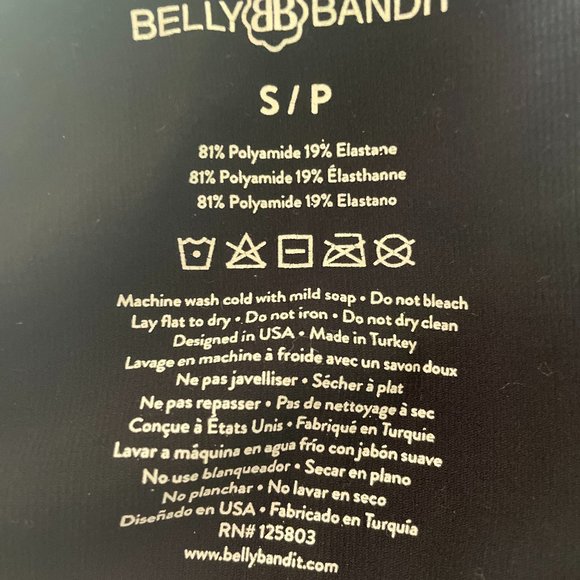 BELLY BB BANDIT
S / P
81% Polyamide 19% Elastane
81% Polyamide 19% Élasthanne
81% Polyamide 19% Elastano
Machine wash cold with mild soap • Do not bleach
Lay flat to dry • Do not iron • Do not dry clean
Designed in USA • Made in Turkey
Lavage en machine à froide avec un savon doux
Ne pas javelliser • Sécher à plat
Ne pas repasser • Pas de nettoyage à sec
Conçue à États Unis • Fabriqué en Turquie
Lavar a máquina en agua frío con jabón suave
No use blanqueador • Secar en plano
No planchar • No lavar en seco
Diseñado en USA • Fabricado en Turquía
RN# 125803
www.bellybandit.com